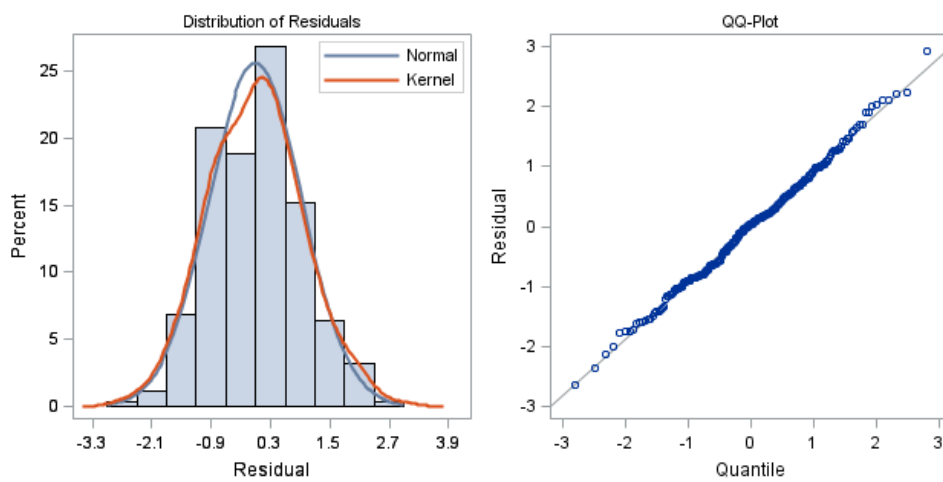 Distribution of Residuals
Normal
Kernel
25
20
15
10
5
0
Percent
-3.3 -2.1 -0.9 0.3 1.5 2.7 3.9
Residual
QQ-Plot
3
2
1
0
-1
-2
-3
Residual
-3 -2 -1 0 1 2 3
Quantile